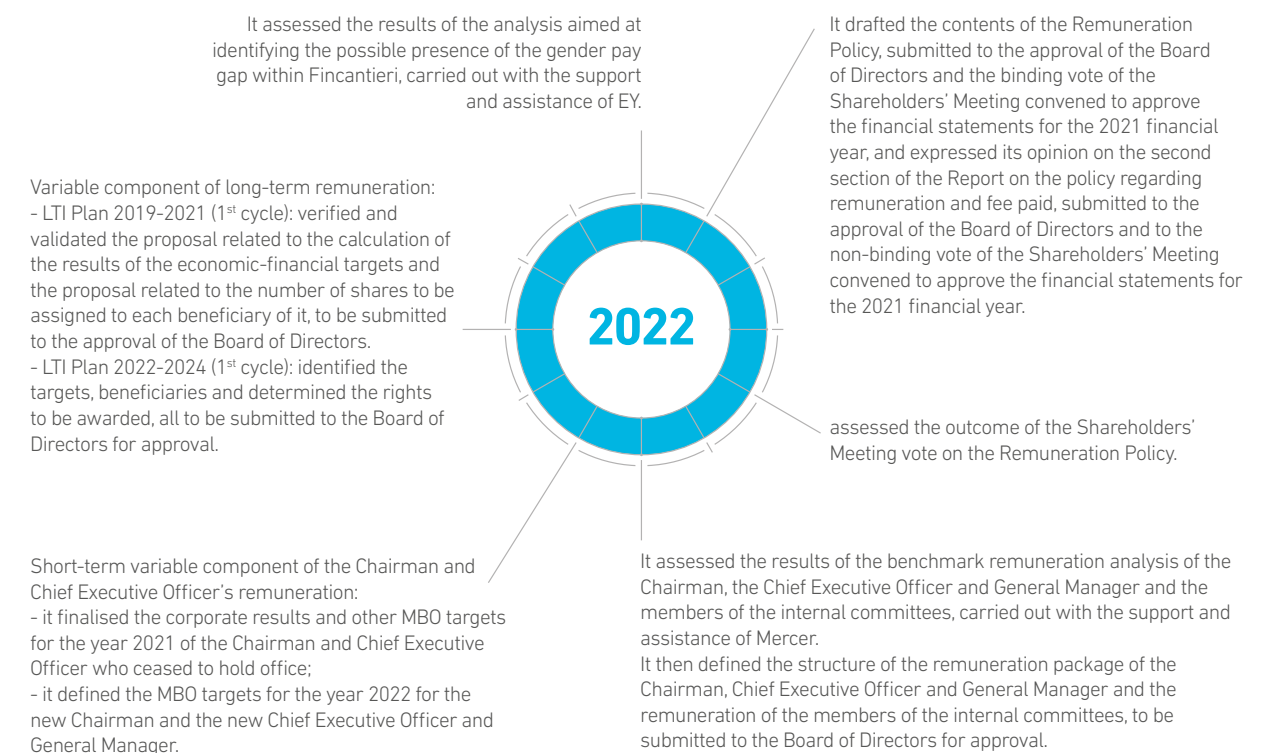 It assessed the results of the analysis aimed at
identifying the possible presence of the gender pay
gap within Fincantieri, carried out with the support
and assistance of EY.
It drafted the contents of the Remuneration
Policy, submitted to the approval of the Board
of Directors and the binding vote of the
Shareholders’ Meeting convened to approve
the financial statements for the 2021 financial
year, and expressed its opinion on the second
section of the Report on the policy regarding
remuneration and fee paid, submitted to the
approval of the Board of Directors and to the
non-binding vote of the Shareholders’ Meeting
convened to approve the financial statements for
the 2021 financial year.
Variable component of long-term remuneration:
- LTI Plan 2019-2021 (1st cycle): verified and
validated the proposal related to the calculation of
the results of the economic-financial targets and
the proposal related to the number of shares to be
assigned to each beneficiary of it, to be submitted
to the approval of the Board of Directors.
- LTI Plan 2022-2024 (1st cycle): identified the
targets, beneficiaries and determined the rights
to be awarded, all to be submitted to the Board of
Directors for approval.
2022
assessed the outcome of the Shareholders’
Meeting vote on the Remuneration Policy.
Short-term variable component of the Chairman and
Chief Executive Officer’s remuneration:
- it finalised the corporate results and other MBO targets
for the year 2021 of the Chairman and Chief Executive
Officer who ceased to hold office;
- it defined the MBO targets for the year 2022 for the
new Chairman and the new Chief Executive Officer and
General Manager.
It assessed the results of the benchmark remuneration analysis of the
Chairman, the Chief Executive Officer and General Manager and the
members of the internal committees, carried out with the support and
assistance of Mercer.
It then defined the structure of the remuneration package of the
Chairman, Chief Executive Officer and General Manager and the
remuneration of the members of the internal committees, to be
submitted to the Board of Directors for approval.